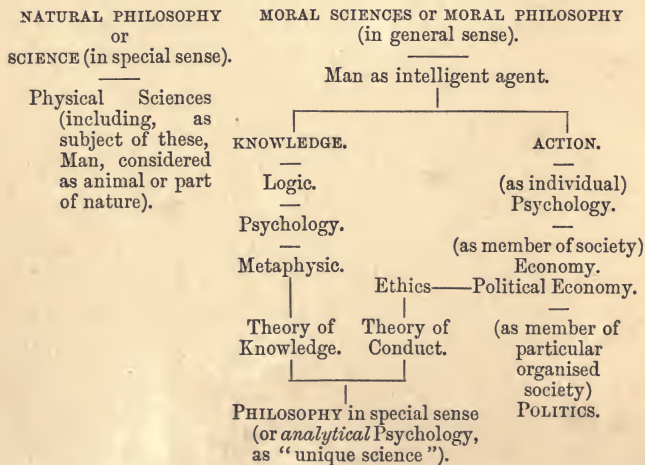 NATURAL PHILOSOPHY
or
SCIENCE (in special sense).
Physical Sciences
(including, as
subject of these,
Man, considered
as animal or part
of nature).
MORAL SCIENCES or MORAL PHILOSOPHY
(in general sense).
Man as intelligent agent.
KNOWLEDGE.
Logic.
Psychology.
Metaphysic.
Theory of
Knowledge.
Ethics
Theory of
Conduct.
ACTION.
(as individual)
Psychology.
(as member of society)
Economy.
Political Economy.
(as member of
particular
organised
society)
POLITICS.
PHILOSOPHY in special sense
(or analytical Psychology,
as “unique science”).